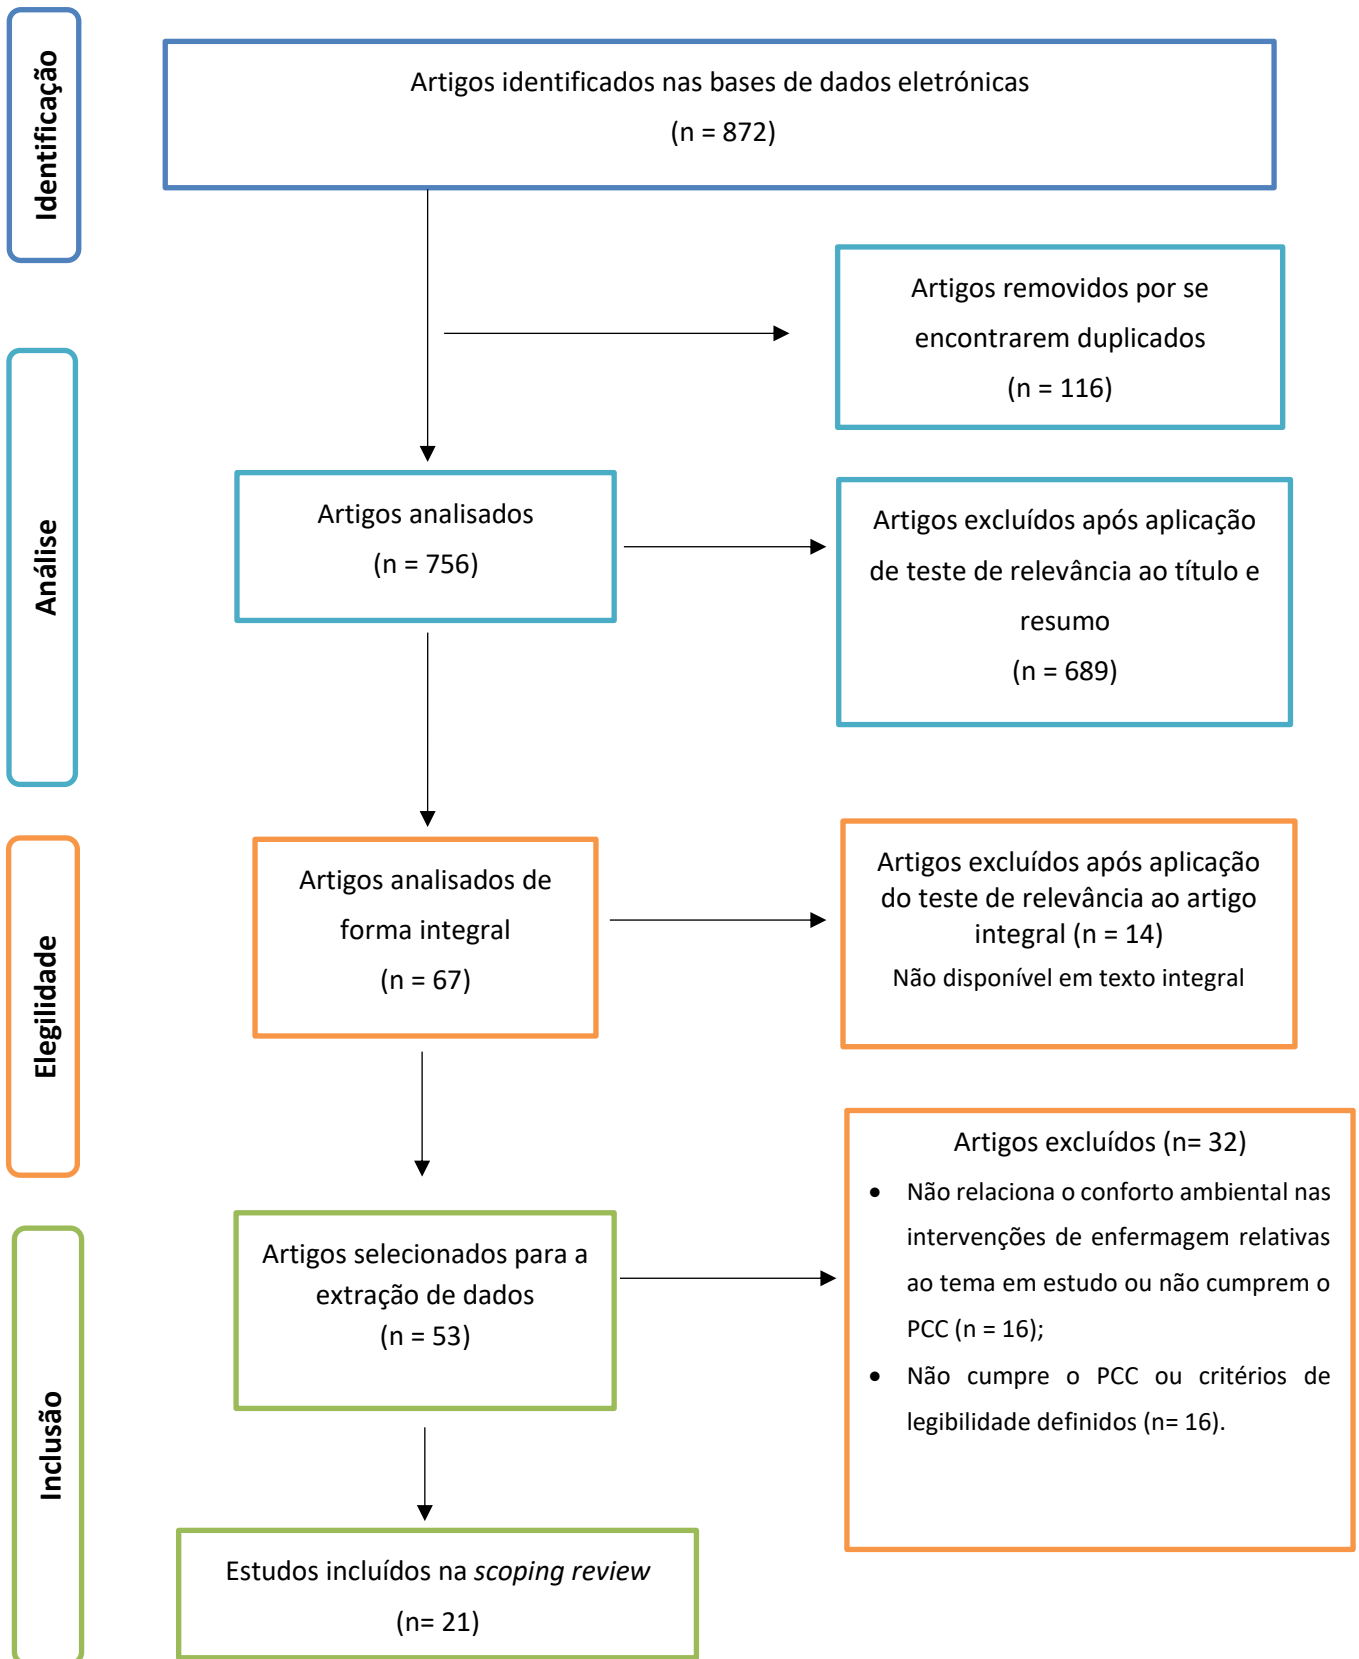 Identificação
Artigos identificados nas bases de dados eletrónicas
(n = 872)
Artigos removidos por se
encontrarem duplicados
(n = 116)
Análise
Artigos analisados
(n = 756)
Artigos excluídos após aplicação
de teste de relevância ao título e
resumo
(n = 689)
Elegilidade
Artigos analisados de
forma integral
(n = 67)
Artigos excluídos após aplicação
do teste de relevância ao artigo
integral (n = 14)
Não disponível em texto integral
Artigos excluídos (n= 32)
• Não relaciona o conforto ambiental nas
intervenções de enfermagem relativas
ao tema em estudo ou não cumprem o
PCC (n = 16);
• Não cumpre o PCC ou critérios de
legibilidade definidos (n= 16).
Inclusão
Artigos selecionados para a
extração de dados
(n = 53)
Estudos incluídos na scoping review
(n= 21)